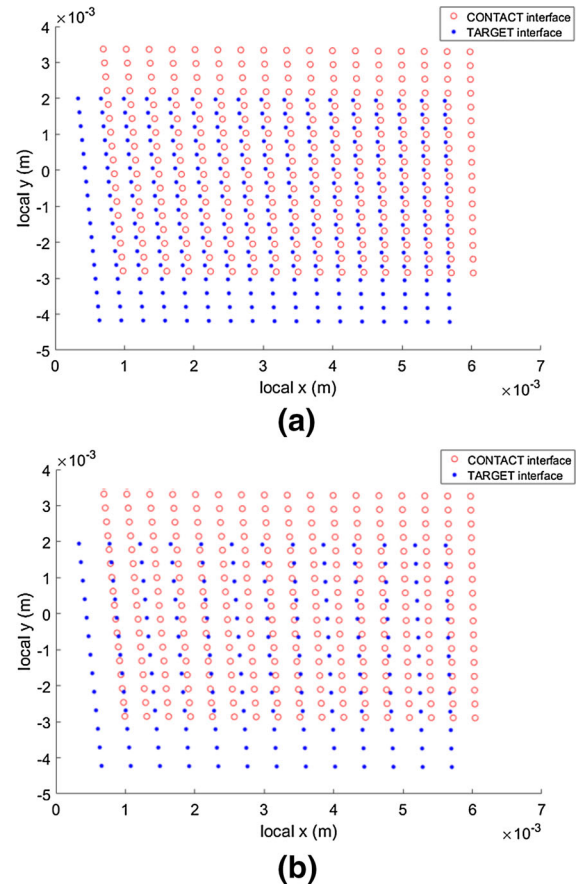 ×10⁻³
4
3
2
1
0
-1
-2
-3
-4
-5
local y (m)
CONTACT interface
TARGET interface
0 1 2 3 4 5 6 7
local x (m)
×10⁻³
(a)
×10⁻³
4
3
2
1
0
-1
-2
-3
-4
-5
local y (m)
CONTACT interface
TARGET interface
0 1 2 3 4 5 6 7
local x (m)
×10⁻³
(b)